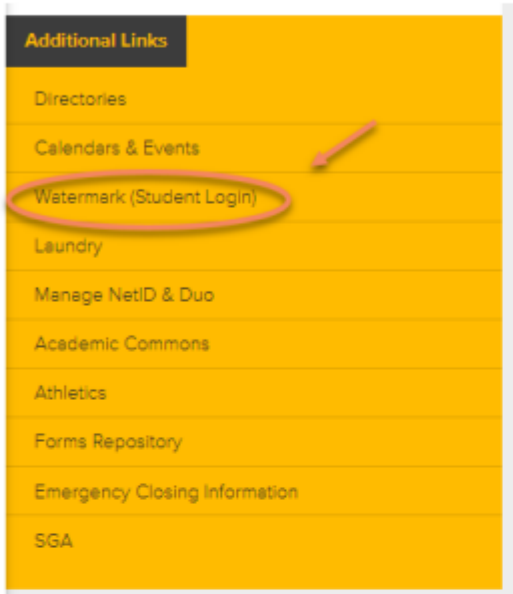 Additional Links
Directories
Calendars & Events
Watermark (Student Login)
Laundry
Manage NetID & Duo
Academic Commons
Athletics
Forms Repository
Emergency Closing Information
SGA